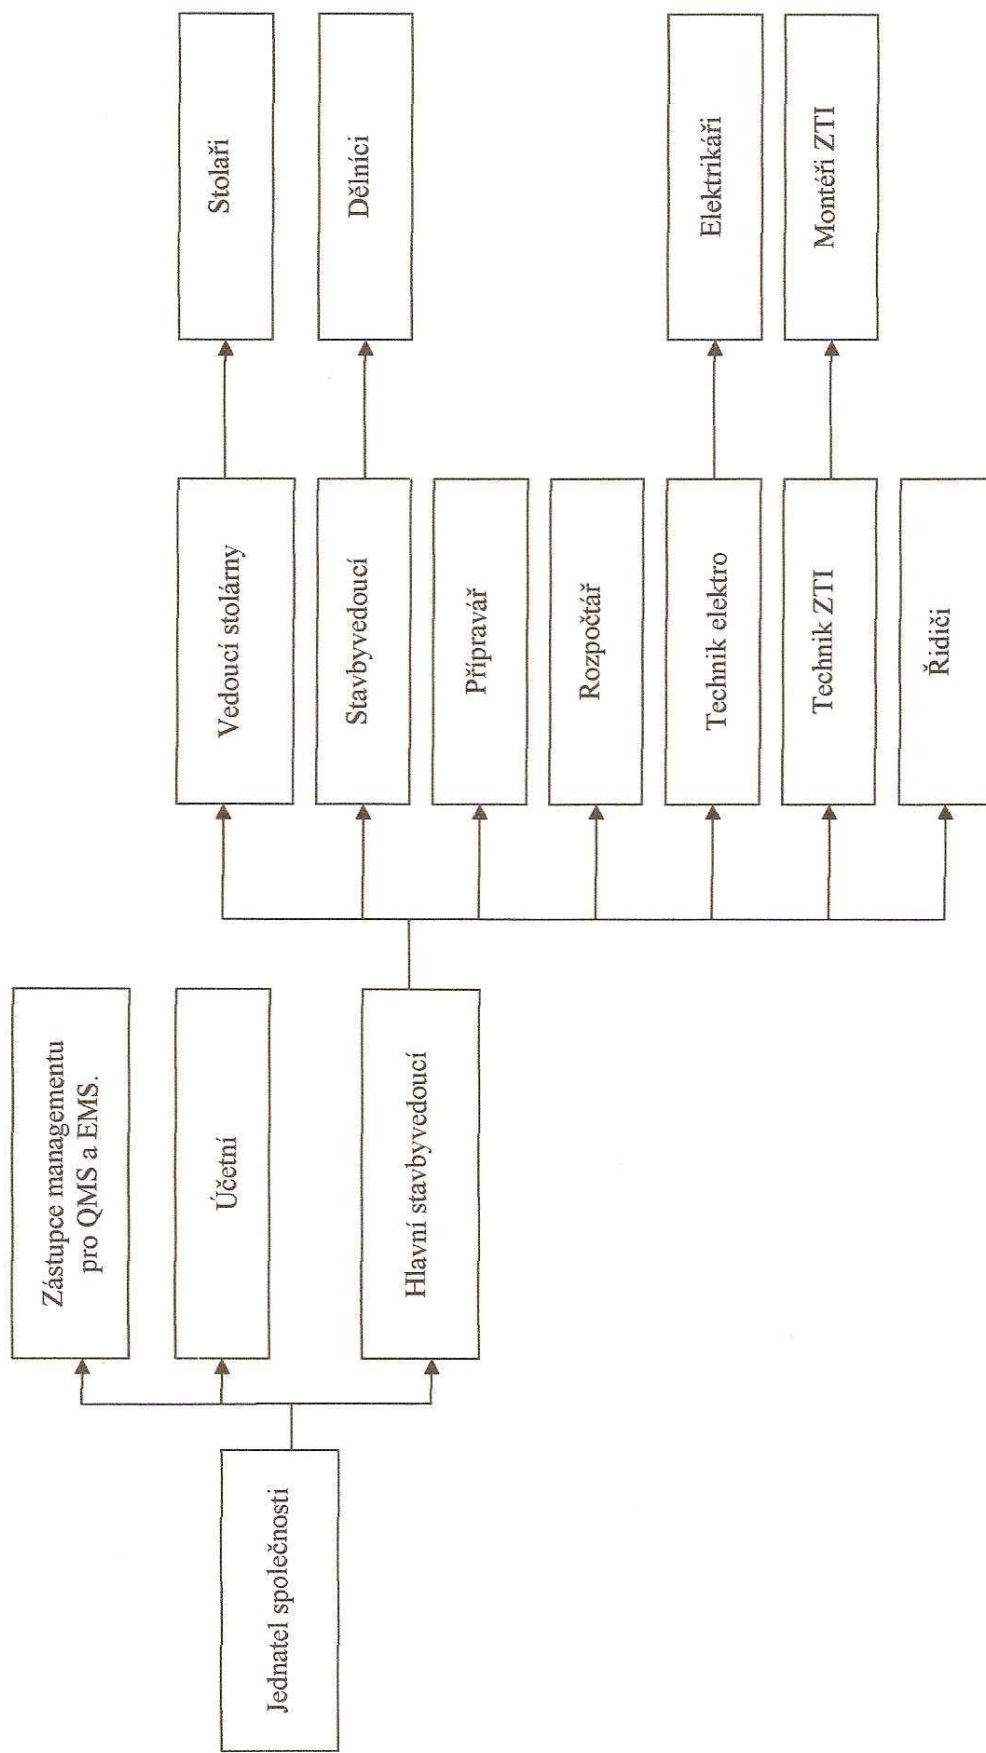 Jednatel společnosti
Zástupce managementu
pro QMS a EMS.
Účetní
Hlavní stavbyvedoucí
Vedoucí stolárny
Stavbyvedoucí
Přípravář
Rozpočtář
Technik elektro
Technik ZTI
Řidiči
Stolaři
Dělníci
Elektrikáři
Montéři ZTI